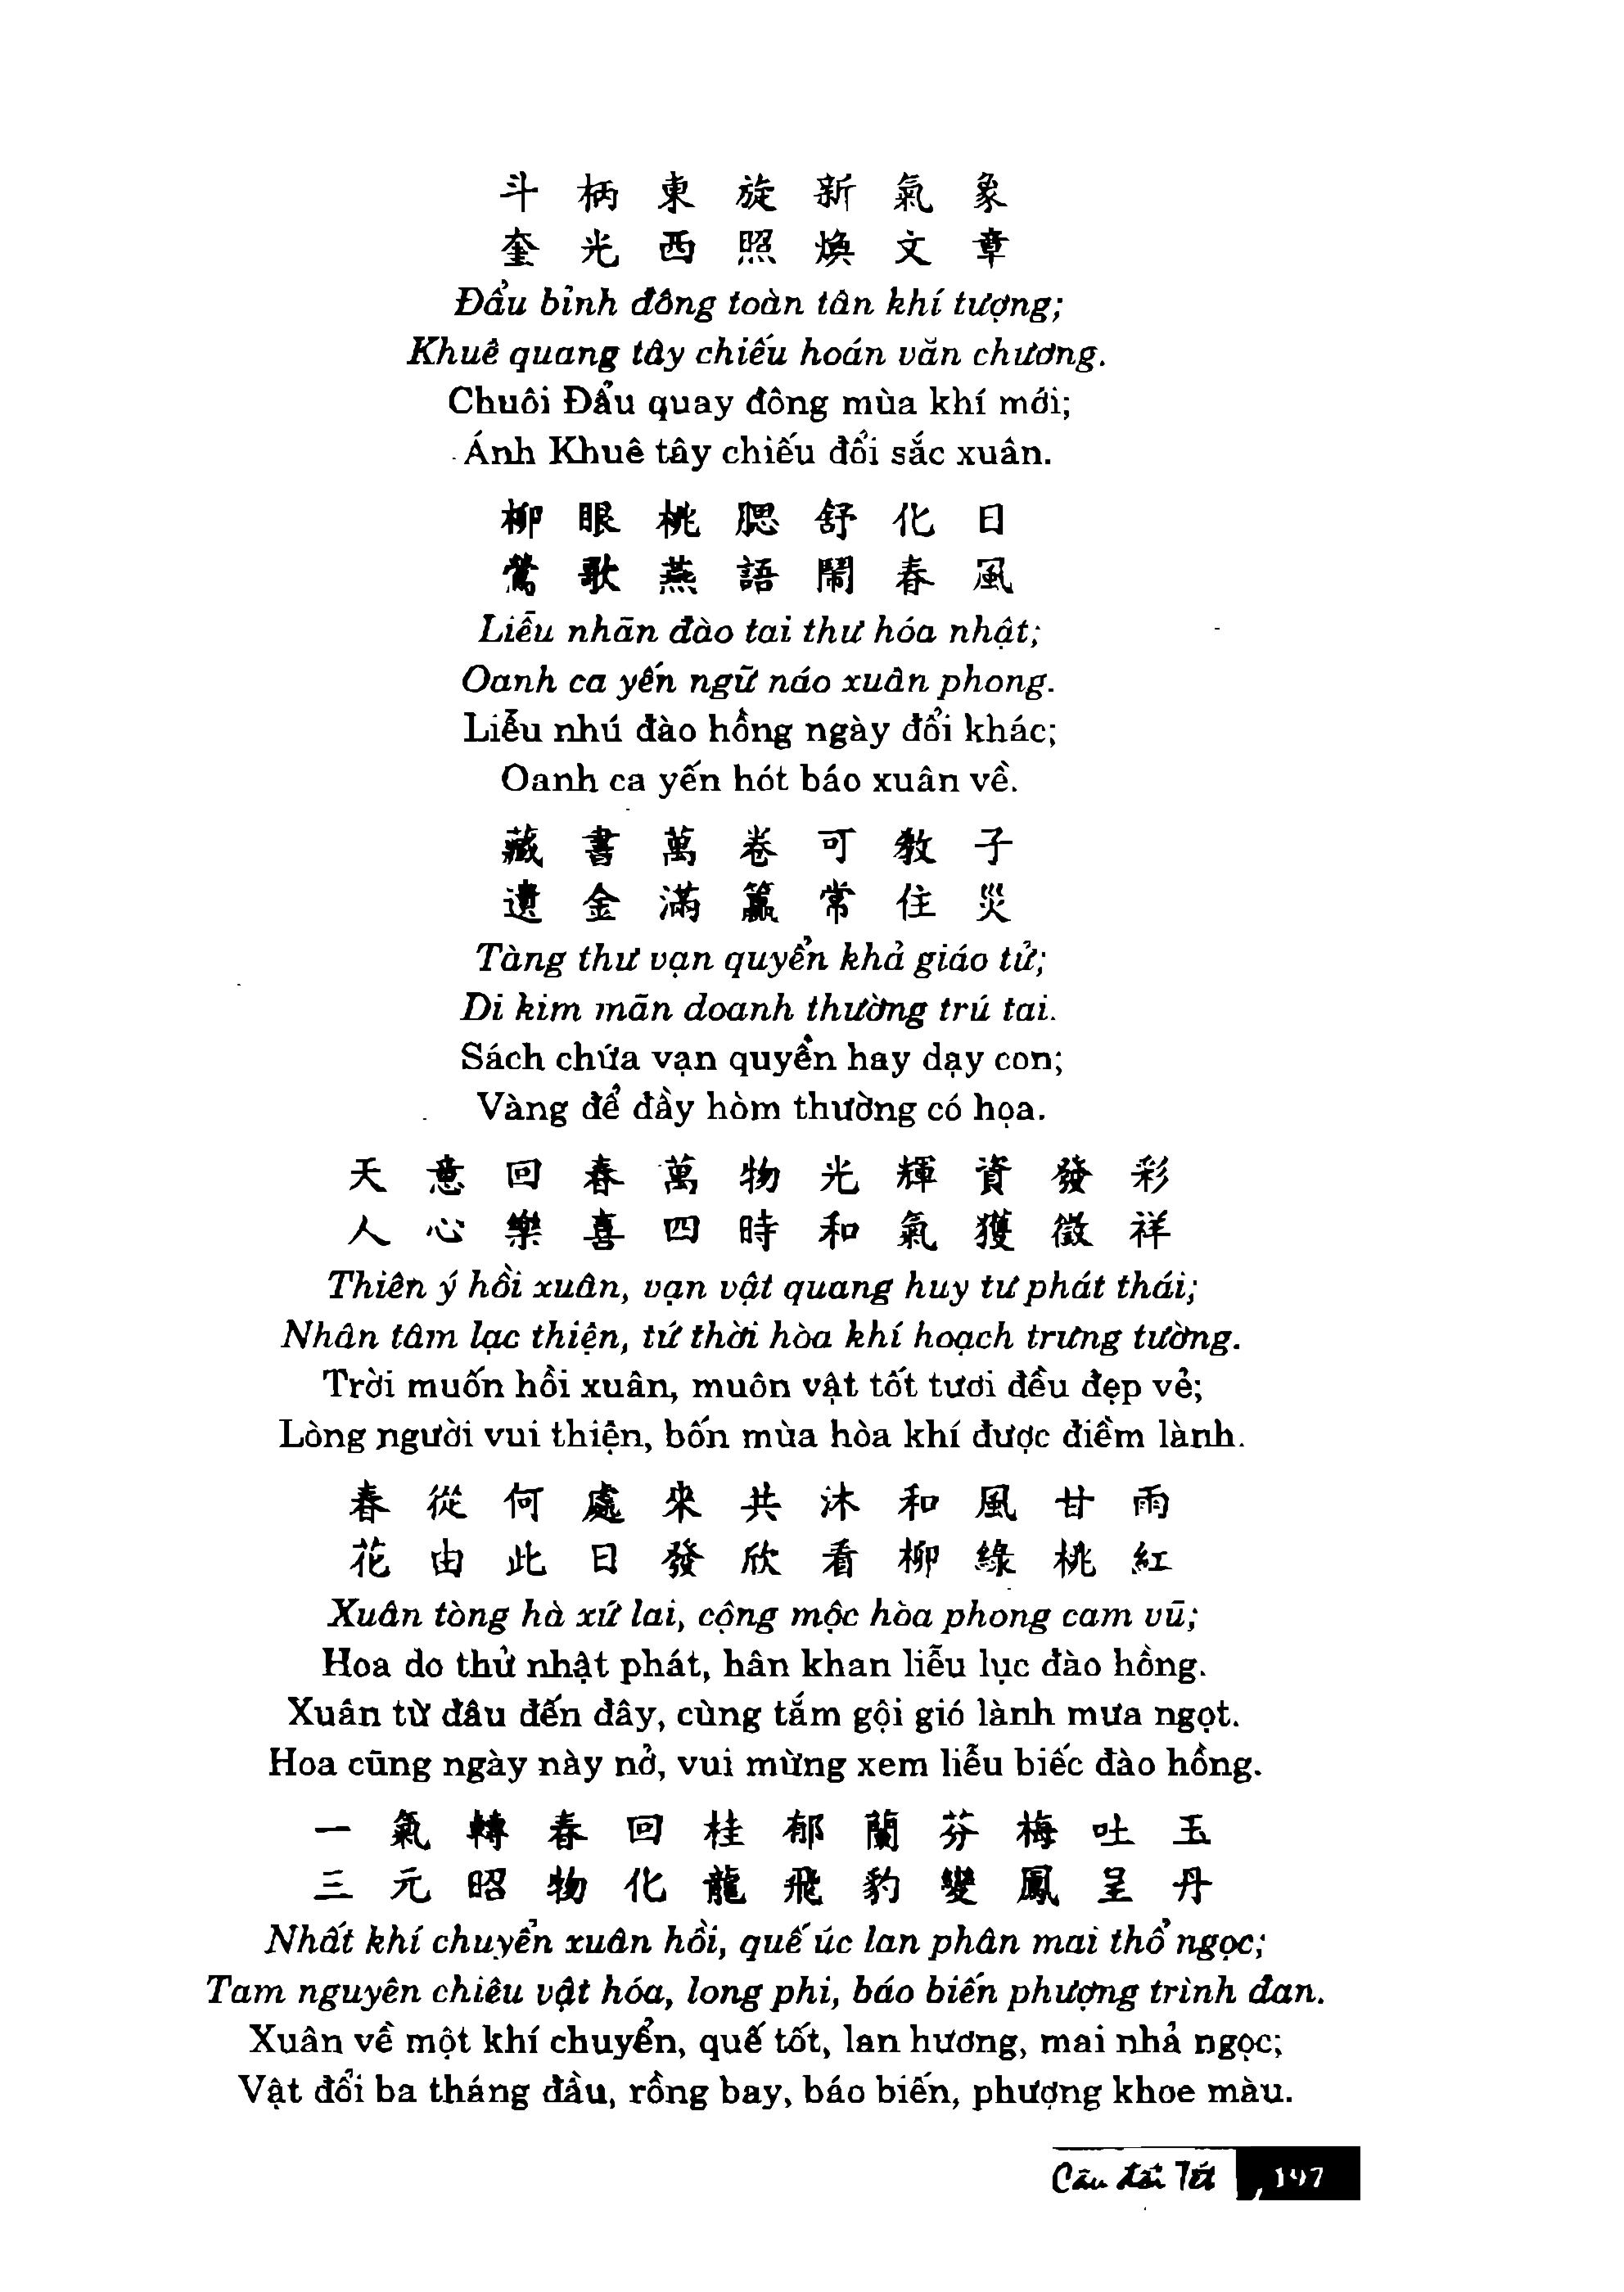 斗柄東旋新氣象
奎光西照煥文章
Đẩu bỉnh đông toàn tân khí tượng;
Khuê quang tây chiếu hoán văn chương.
Chuôi Đẩu quay đông mùa khí mới;
Ánh Khuê tây chiếu đổi sắc xuân.
柳眼桃腮舒化日
鶯歌燕語鬧春風
Liễu nhãn đào tai thư hóa nhật;
Oanh ca yến ngữ náo xuân phong.
Liễu nhú đào hồng ngày đổi khác;
Oanh ca yến hót báo xuân về.
藏書萬卷可教子
遺金滿籯常住災
Tàng thư vạn quyển khả giáo tử;
Di kim mãn doanh thường trú tai.
Sách chứa vạn quyển hay dạy con;
Vàng để đầy hòm thường có họa.
天意回春萬物光輝資發彩
人心樂喜四時和氣獲徵祥
Thiên ý hồi xuân, vạn vật quang huy tư phát thái;
Nhân tâm lạc thiện, tứ thời hòa khí hoạch trưng tường.
Trời muốn hồi xuân, muôn vật tốt tươi đều đẹp vẻ;
Lòng người vui thiện, bốn mùa hòa khí được điềm lành.
春從何處來共沐和風甘雨
花由此日發欣看柳綠桃紅
Xuân tòng hà xứ lai, cộng mộc hòa phong cam vũ;
Hoa do thử nhật phát, hân khan liễu lục đào hồng.
Xuân từ đâu đến đây, cùng tắm gội gió lành mưa ngọt.
Hoa cũng ngày này nở, vui mừng xem liễu biếc đào hồng.
一氣轉春回桂郁蘭芬梅吐玉
三元昭物化龍飛豹變鳳呈丹
Nhất khí chuyển xuân hồi, quế úc lan phân mai thổ ngọc;
Tam nguyên chiêu vật hóa, long phi, báo biến phượng trình đan.
Xuân về một khí chuyển, quế tốt, lan hương, mai nhả ngọc;
Vật đổi ba tháng đầu, rồng bay, báo biến, phượng khoe màu.
Câu đối Tết